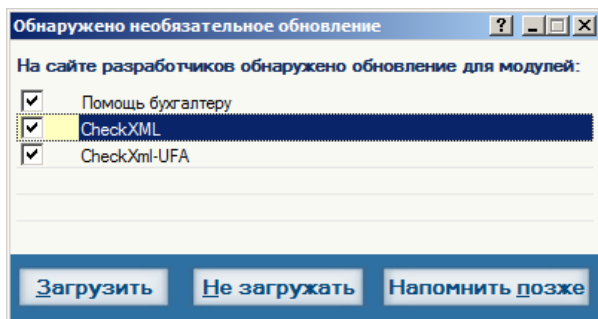 Обнаружено необязательное обновление
На сайте разработчиков обнаружено обновление для модулей:
Помощь бухгалтеру
CheckXML
CheckXml-UFA
Загрузить Не загружать Напомнить позже